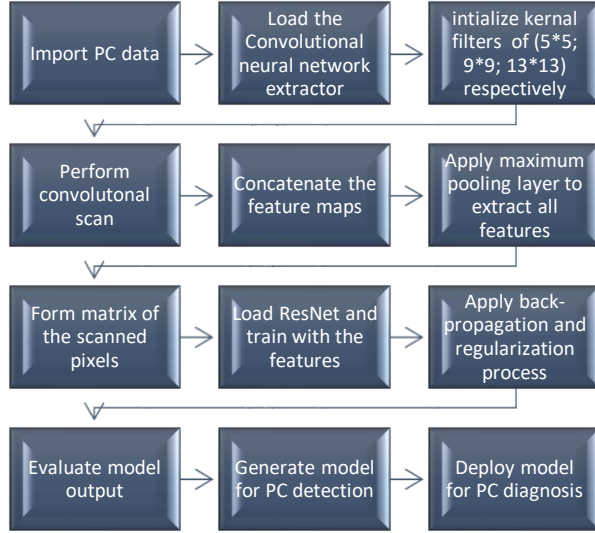 Import PC data
Load the
Convolutional
neural network
extractor
intialize kernal
filters of (5*5;
9*9; 13*13)
respectively
Perform
convolutonal
scan
Concatenate the
feature maps
Apply maximum
pooling layer to
extract all
features
Form matrix of
the scanned
pixels
Load ResNet and
train with the
features
Apply back-
propagation and
regularization
process
Evaluate model
output
Generate model
for PC detection
Deploy model
for PC diagnosis